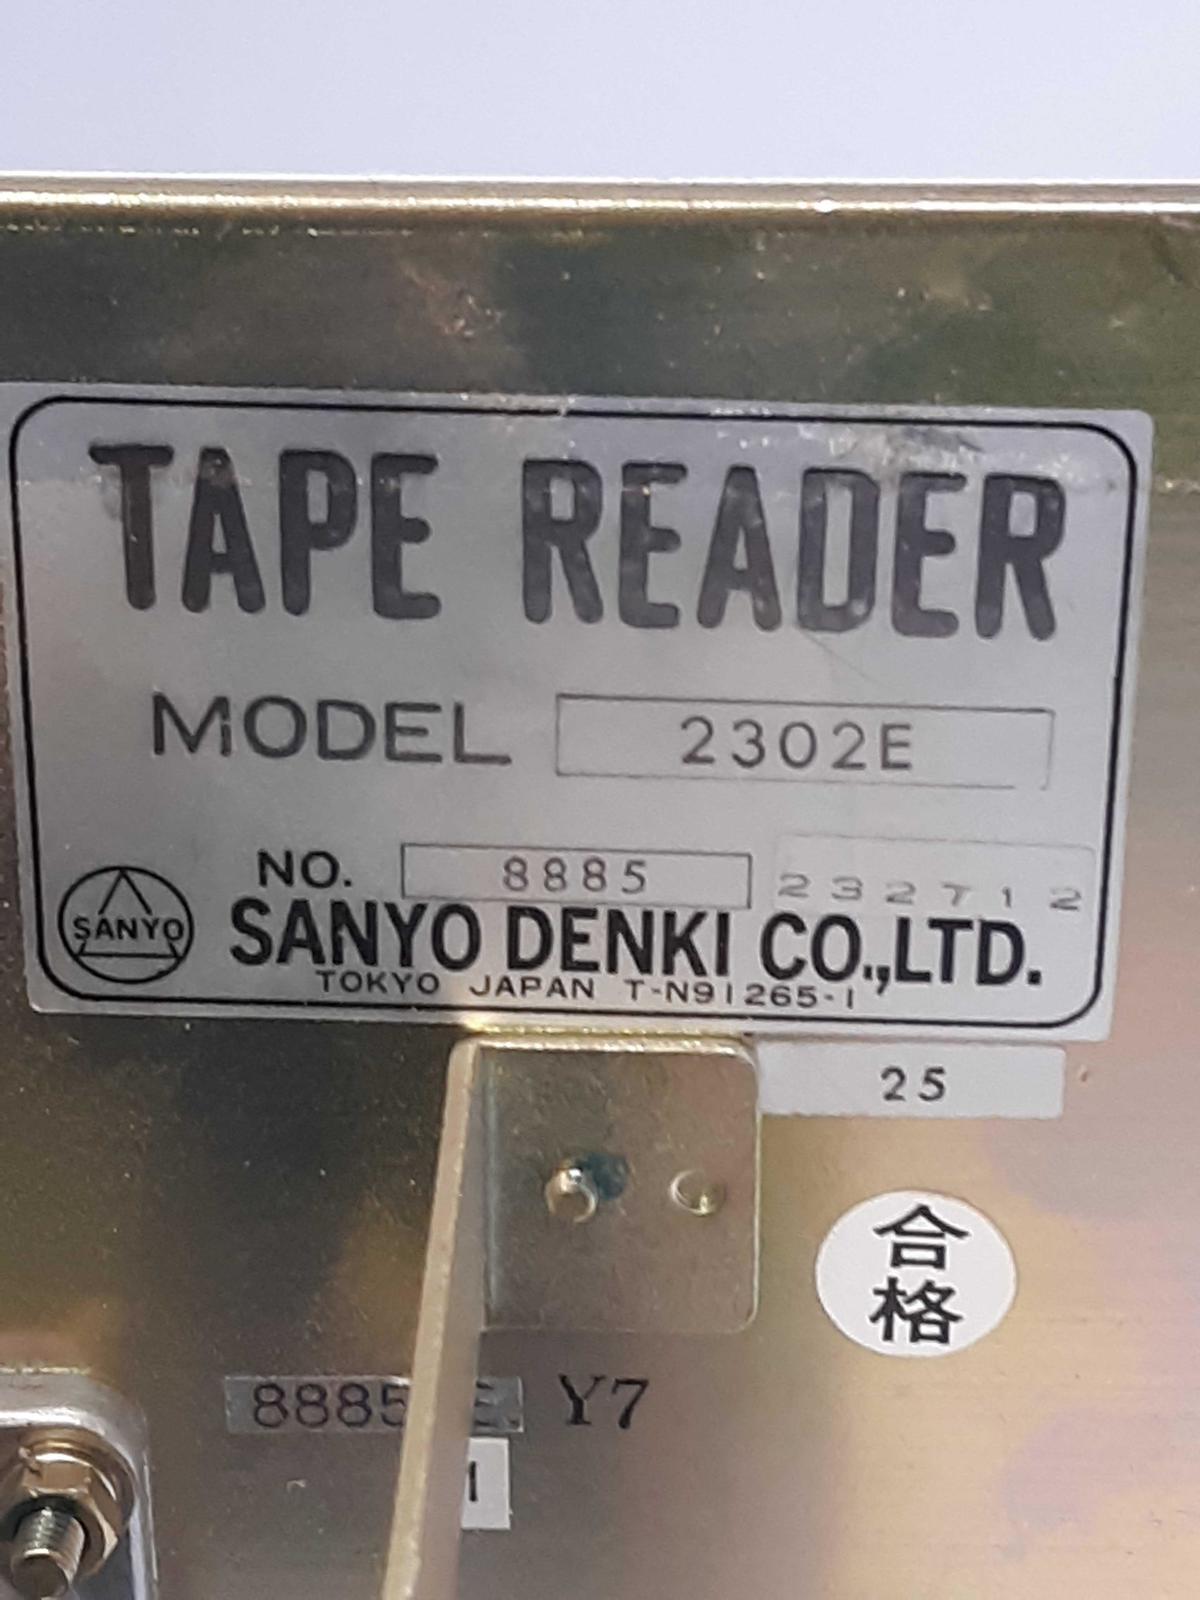 TAPE READER
MODEL 2302E
NO. 8885 232712
SANYO
SANYO DENKI CO.,LTD.
TOKYO JAPAN T-N91265-1
25
合格
8885 Y7